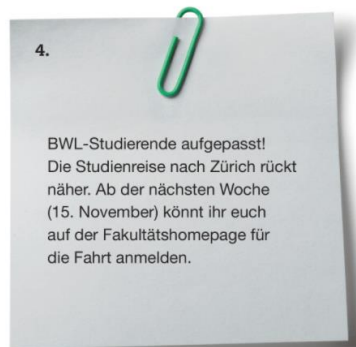 4.
BWL-Studierende aufgepasst!
Die Studienreise nach Zürich rückt
näher. Ab der nächsten Woche
(15. November) könnt ihr euch
auf der Fakultätshomepage für
die Fahrt anmelden.